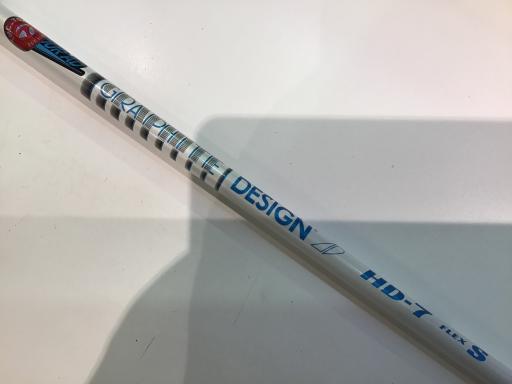 GRAPHITE DESIGN HD-7 FLEX S